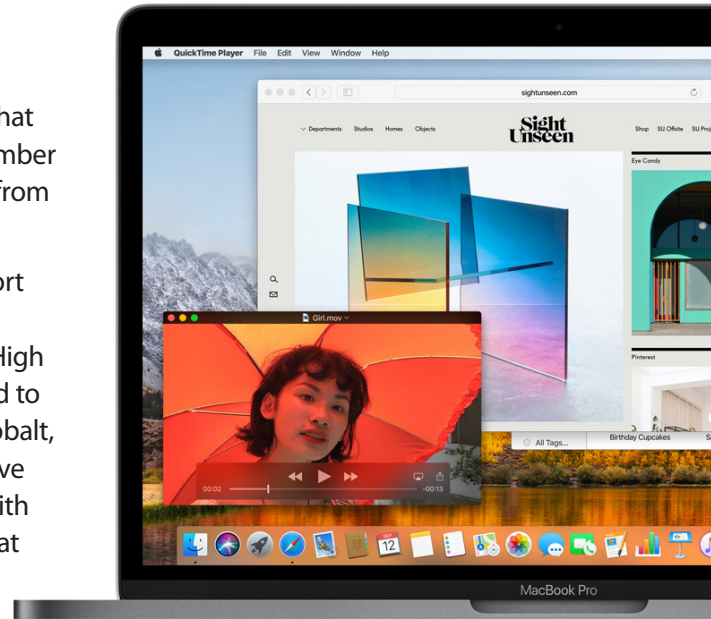 hat
mber
from
ort
High
d to
obalt,
ve
ith
at
QuickTime Player File Edit View Window Help
sightunseen.com
Departments Studios Homes Objects
Sight
Unseen
Shop SU Offsite SU Proj
Eye Candy
Girl.mov
Pinterest
00:02
-00:13
All Tags...
Birthday Cupcakes
S
SEP
12
MacBook Pro